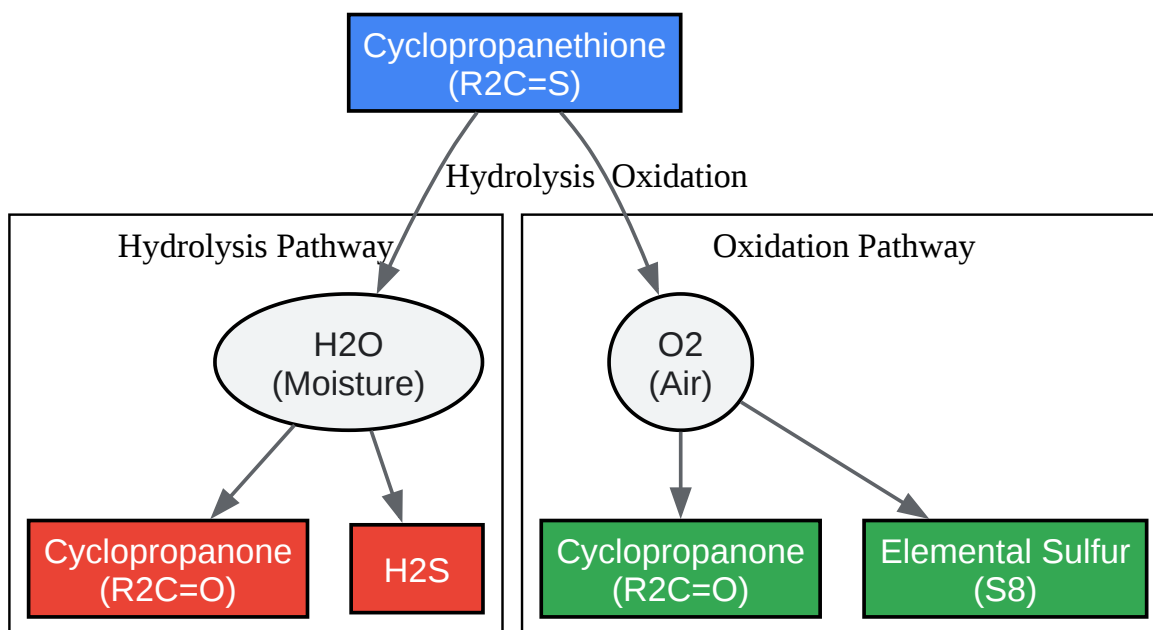 Cyclopropanethione
(R2C=S)
Hydrolysis
Oxidation
Hydrolysis Pathway
Oxidation Pathway
H2O
(Moisture)
O2
(Air)
Cyclopropanone
(R2C=O)
H2S
Cyclopropanone
(R2C=O)
Elemental Sulfur
(S8)